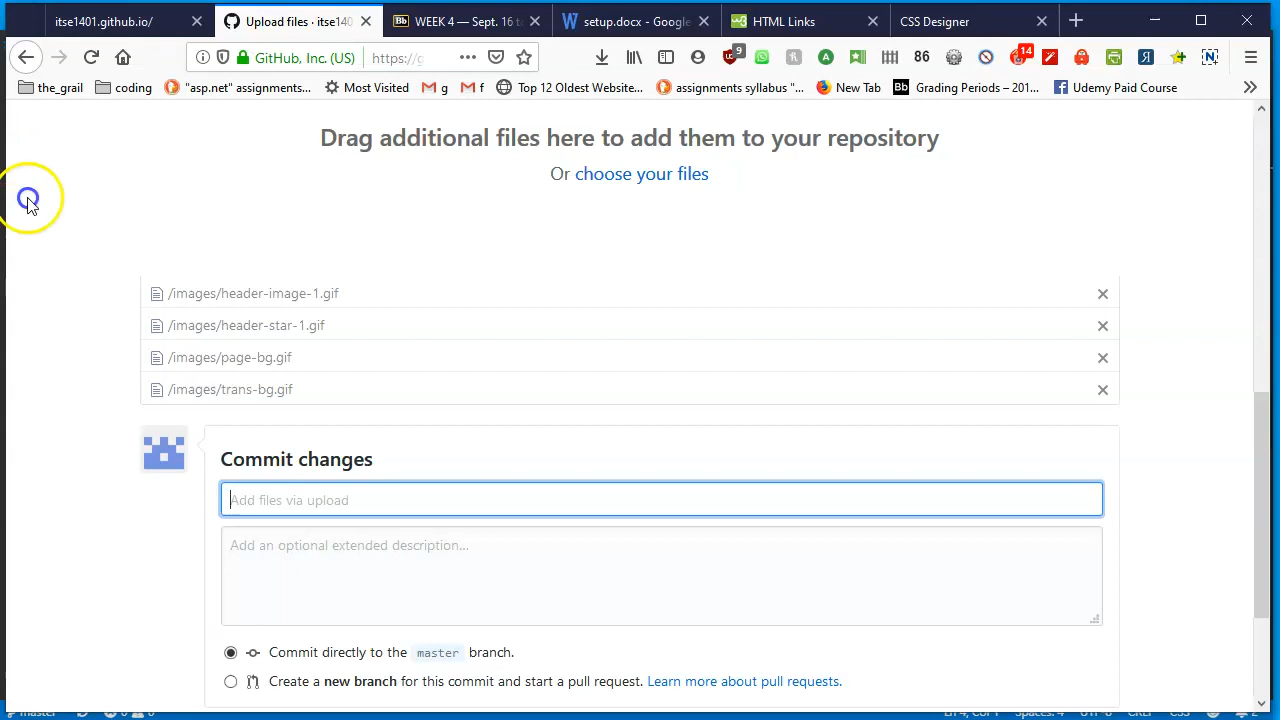 itse1401.github.io/
Upload files · itse140
Bb WEEK 4 — Sept. 16 t
setup.docx - Google
HTML Links
CSS Designer
GitHub, Inc. (US)
https://g
9
86
14
the_grail
coding
"asp.net" assignments...
Most Visited
g
f
Top 12 Oldest Website...
assignments syllabus "...
New Tab
Bb Grading Periods – 201...
Udemy Paid Course
Drag additional files here to add them to your repository
Or choose your files
/images/header-image-1.gif
/images/header-star-1.gif
/images/page-bg.gif
/images/trans-bg.gif
Commit changes
Add files via upload
Add an optional extended description...
Commit directly to the master branch.
Create a new branch for this commit and start a pull request. Learn more about pull requests.
master